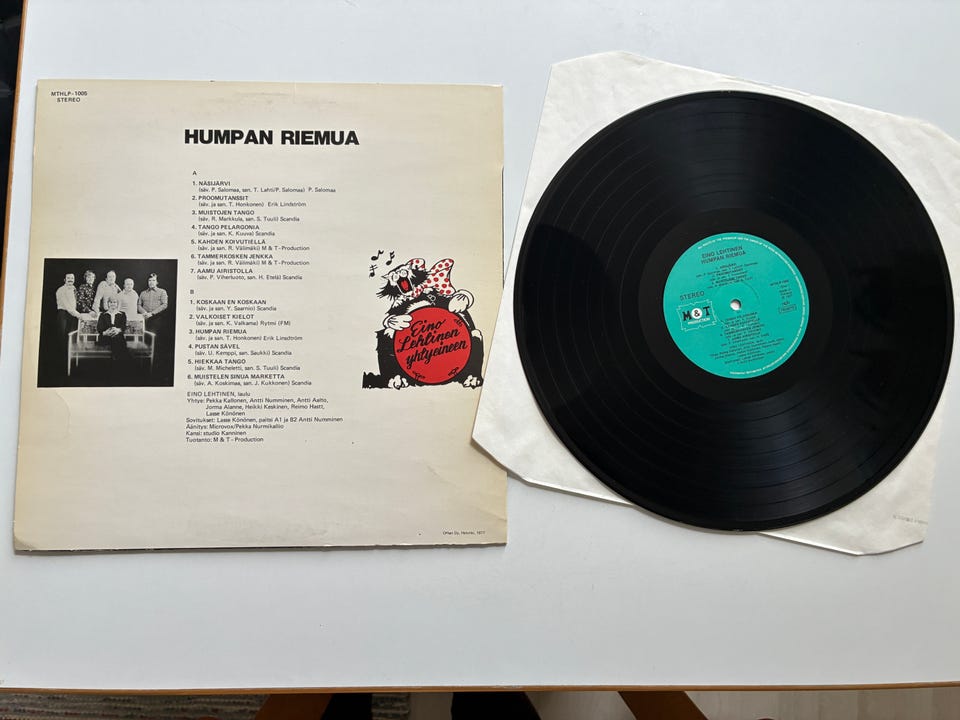 MTHLP-1005
STEREO
HUMPAN RIEMUA
A
1. NÄSIJÄRVI
(säv. P. Salomaa, san. T. Lahti/P. Salomaa) P. Salomaa
2. PROOMUTANSSIT
(säv. ja san. T. Honkonen) Erik Lindström
3. MUISTOJEN TANGO
(säv. R. Markkula, san. S. Tuuli) Scandia
4. TANGO PELARGONIA
(säv. ja san. K. Kuuva) Scandia
5. KAHDEN KOIVUTIELLÄ
(säv. ja san. R. Välimäki) M & T-Production
6. TAMMERKOSKEN JENKKA
(säv. ja san. R. Välimäki) M & T - Production
7. AAMU AIRISTOLLA
(säv. P. Viherluoto, san. H. Etelä) Scandia
B
1. KOSKAAN EN KOSKAAN
(säv. ja san. Y. Saarnio) Scandia
2. VALKOISET KIELOT
(säv. ja san. K. Valkama) Rytmi (FM)
3. HUMPAN RIEMUA
(säv. ja san. T. Honkonen) Erik Linsdröm
4. PUSTAN SÄVEL
(säv. U. Kemppi, san. Saukki) Scandia
5. HIEKKAA TANGO
(säv. M. Micheletti, san. S. Tuuli) Scandia
6. MUISTELEN SINUA MARKETTA
(säv. A. Koskimaa, san. J. Kukkonen) Scandia
EINO LEHTINEN, laulu
Yhtye: Pekka Kallonen, Antti Numminen, Antti Aalto,
Jorma Alanne, Heikki Keskinen, Reimo Hastt,
Lasse Könönen
Sovitukset: Lasse Könönen, paitsi A1 ja B2 Antti Numminen
Äänitys: Microvox/Pekka Nurmikallio
Kansi: studio Kanninen
Tuotanto: M & T - Production
Eino
Lehtinen
yhtyeineen
Offset Oy, Helsinki, 1977
EINO LEHTINEN
HUMPAN RIEMUA
STEREO
M & T
PRODUCTION